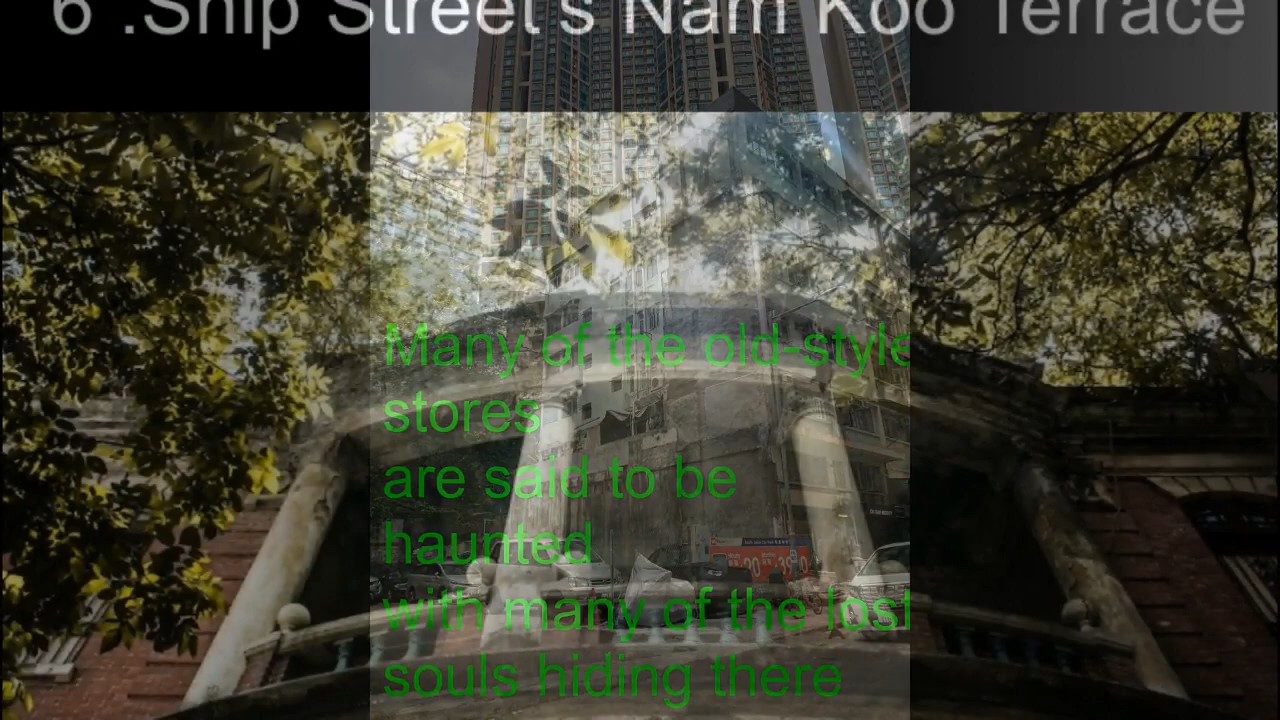 6 .Ship Street's Nam Koo Terrace
Many of the old-style
stores
are said to be
haunted
with many of the lost
souls hiding there